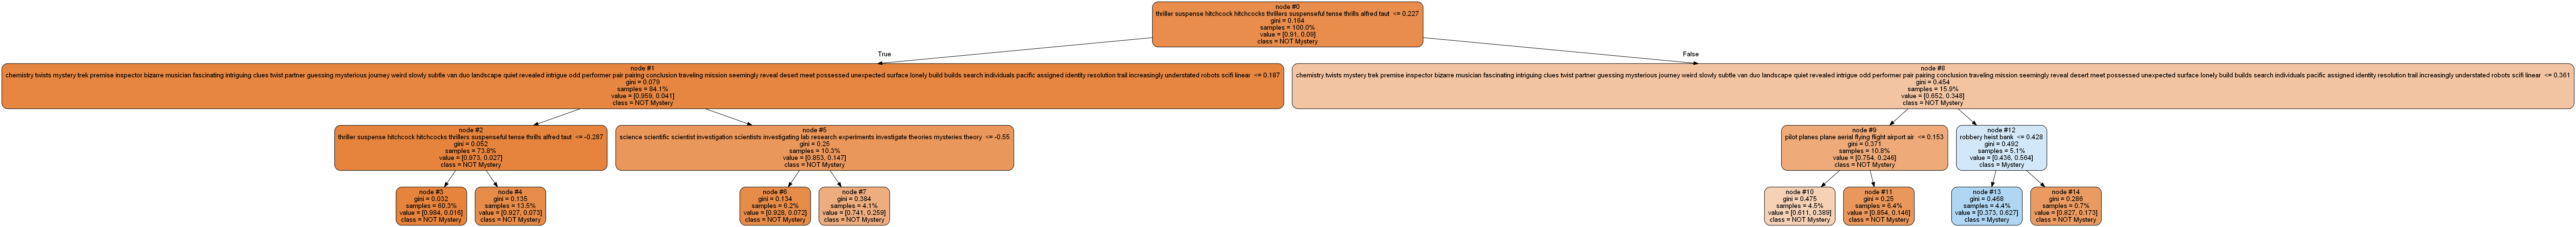 node #0
thriller suspense hitchcock hitchcocks thrillers suspenseful tense thrills alfred taut <= 0.227
gini = 0.164
samples = 100.0%
value = [0.91, 0.09]
class = NOT Mystery
True
False
node #1
chemistry twists mystery trek premise inspector bizarre musician fascinating intriguing clues twist partner guessing mysterious journey weird slowly subtle van duo landscape quiet revealed intrigue odd performer pair pairing conclusion traveling mission seemingly reveal desert meet possessed unexpected surface lonely build builds search individuals pacific assigned identity resolution trail increasingly understated robots scifi linear <= 0.187
gini = 0.079
samples = 84.1%
value = [0.959, 0.041]
class = NOT Mystery
node #8
chemistry twists mystery trek premise inspector bizarre musician fascinating intriguing clues twist partner guessing mysterious journey weird slowly subtle van duo landscape quiet revealed intrigue odd performer pair pairing conclusion traveling mission seemingly reveal desert meet possessed unexpected surface lonely build builds search individuals pacific assigned identity resolution trail increasingly understated robots scifi linear <= 0.361
gini = 0.454
samples = 15.9%
value = [0.652, 0.348]
class = NOT Mystery
node #2
thriller suspense hitchcock hitchcocks thrillers suspenseful tense thrills alfred taut <= -0.287
gini = 0.052
samples = 73.8%
value = [0.973, 0.027]
class = NOT Mystery
node #5
science scientific scientist investigation scientists investigating lab research experiments investigate theories mysteries theory <= -0.55
gini = 0.25
samples = 10.3%
value = [0.853, 0.147]
class = NOT Mystery
node #9
pilot planes plane aerial flying flight airport air <= 0.153
gini = 0.371
samples = 10.8%
value = [0.754, 0.246]
class = NOT Mystery
node #12
robbery heist bank <= 0.428
gini = 0.492
samples = 5.1%
value = [0.436, 0.564]
class = Mystery
node #3
gini = 0.032
samples = 60.3%
value = [0.984, 0.016]
class = NOT Mystery
node #4
gini = 0.135
samples = 13.5%
value = [0.927, 0.073]
class = NOT Mystery
node #6
gini = 0.134
samples = 6.2%
value = [0.928, 0.072]
class = NOT Mystery
node #7
gini = 0.384
samples = 4.1%
value = [0.741, 0.259]
class = NOT Mystery
node #10
gini = 0.475
samples = 4.5%
value = [0.611, 0.389]
class = NOT Mystery
node #11
gini = 0.25
samples = 6.4%
value = [0.854, 0.146]
class = NOT Mystery
node #13
gini = 0.468
samples = 4.4%
value = [0.373, 0.627]
class = Mystery
node #14
gini = 0.286
samples = 0.7%
value = [0.827, 0.173]
class = NOT Mystery